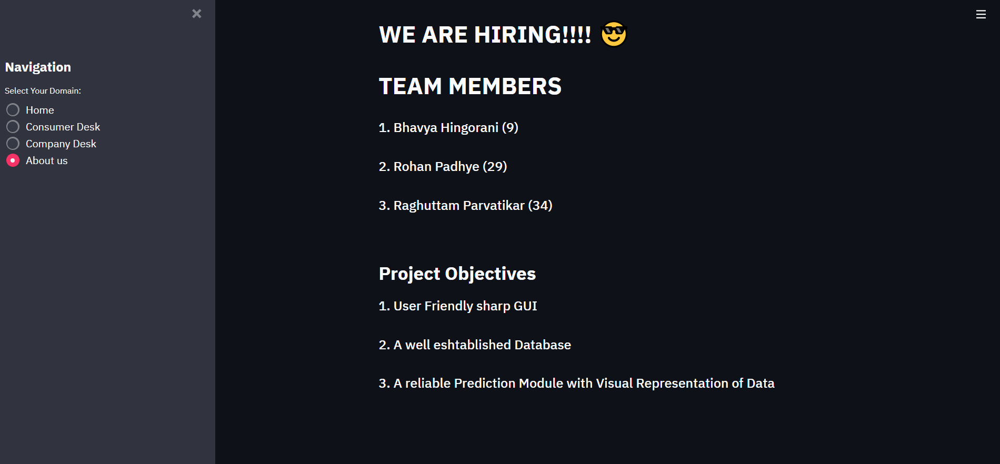 Navigation
Select Your Domain:
Home
Consumer Desk
Company Desk
About us
WE ARE HIRING!!!! 😎
TEAM MEMBERS
1. Bhavya Hingorani (9)
2. Rohan Padhye (29)
3. Raghuttam Parvatikar (34)
Project Objectives
1. User Friendly sharp GUI
2. A well eshtablished Database
3. A reliable Prediction Module with Visual Representation of Data